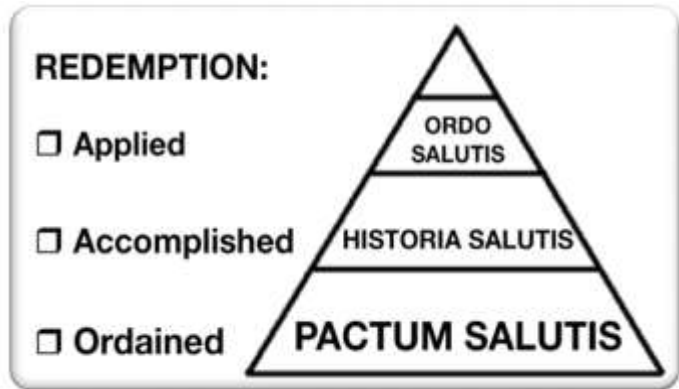 REDEMPTION:
❒ Applied
ORDO
SALUTIS
❒ Accomplished
HISTORIA SALUTIS
❒ Ordained
PACTUM SALUTIS